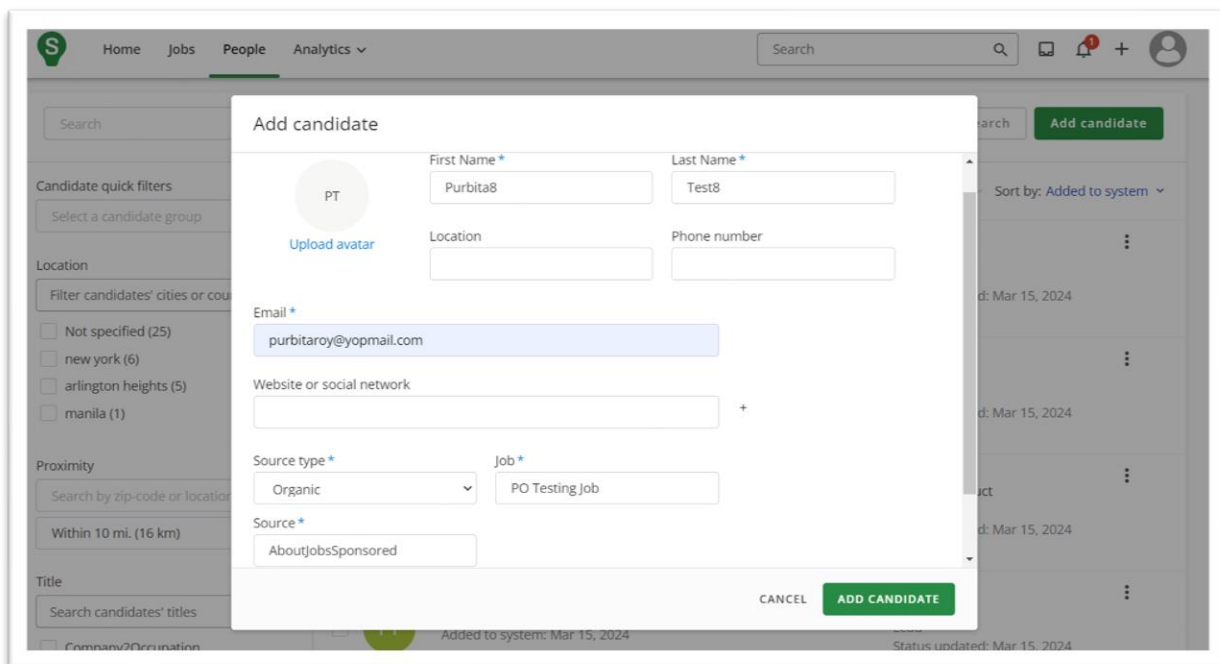 S Home Jobs People Analytics Search 1 +
Search Add candidate arch Add candidate
First Name * Last Name *
Candidate quick filters PT Purbita8 Test8 Sort by: Added to system
Select a candidate group
Upload avatar Location Phone number
Location
Filter candidates' cities or cou d: Mar 15, 2024
Email *
Not specified (25)
purbitaroy@yopmail.com
new york (6)
arlington heights (5) Website or social network
manila (1) + d: Mar 15, 2024
Proximity Source type * Job *
Search by zip-code or location Organic PO Testing Job uct
Source *
Within 10 mi. (16 km) d: Mar 15, 2024
AboutJobsSponsored
Title
Search candidates' titles CANCEL ADD CANDIDATE
Added to system: Mar 15, 2024
Company2Occupation Status updated: Mar 15, 2024